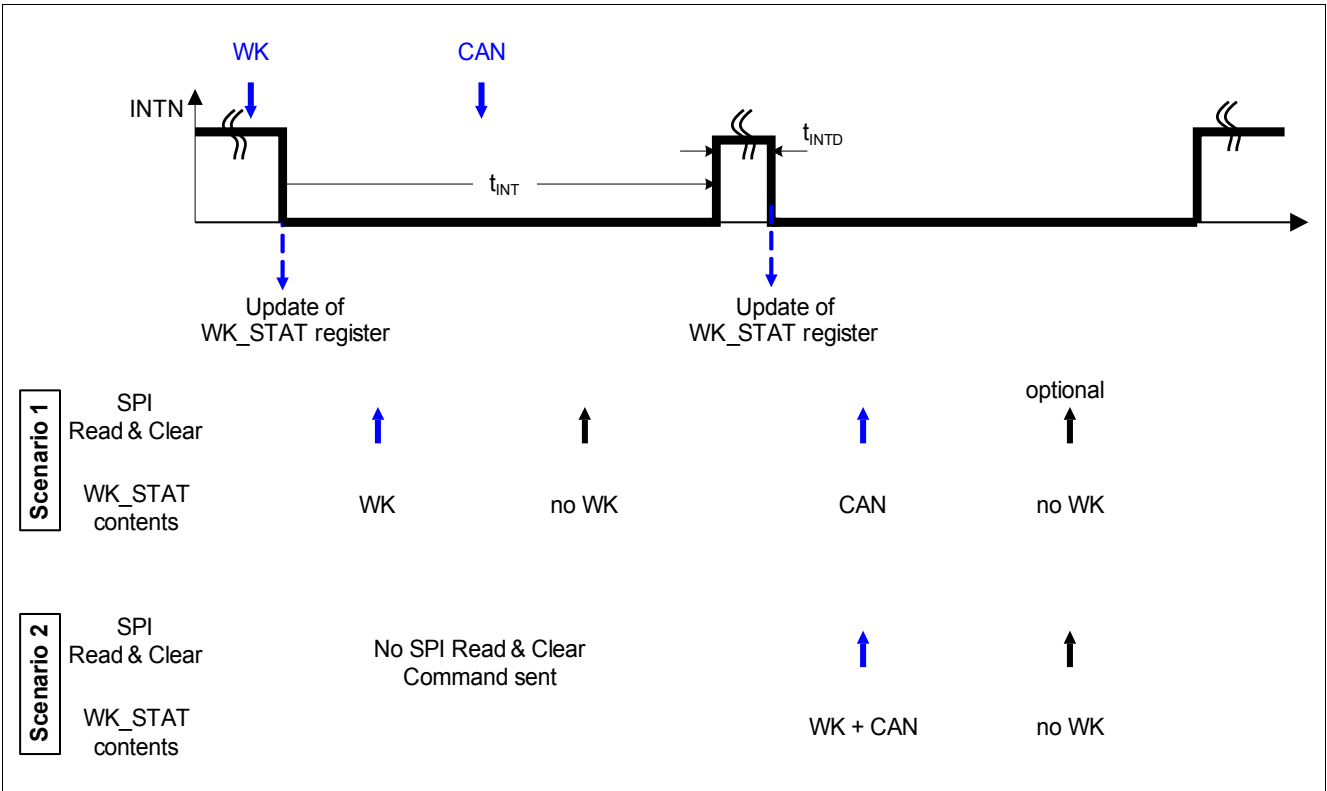 WK
CAN
INTN
tINTD
tINT
Update of
WK_STAT register
Update of
WK_STAT register
Scenario 1
SPI
Read & Clear
optional
WK_STAT
contents
WK
no WK
CAN
no WK
Scenario 2
SPI
Read & Clear
No SPI Read & Clear
Command sent
WK_STAT
contents
WK + CAN
no WK